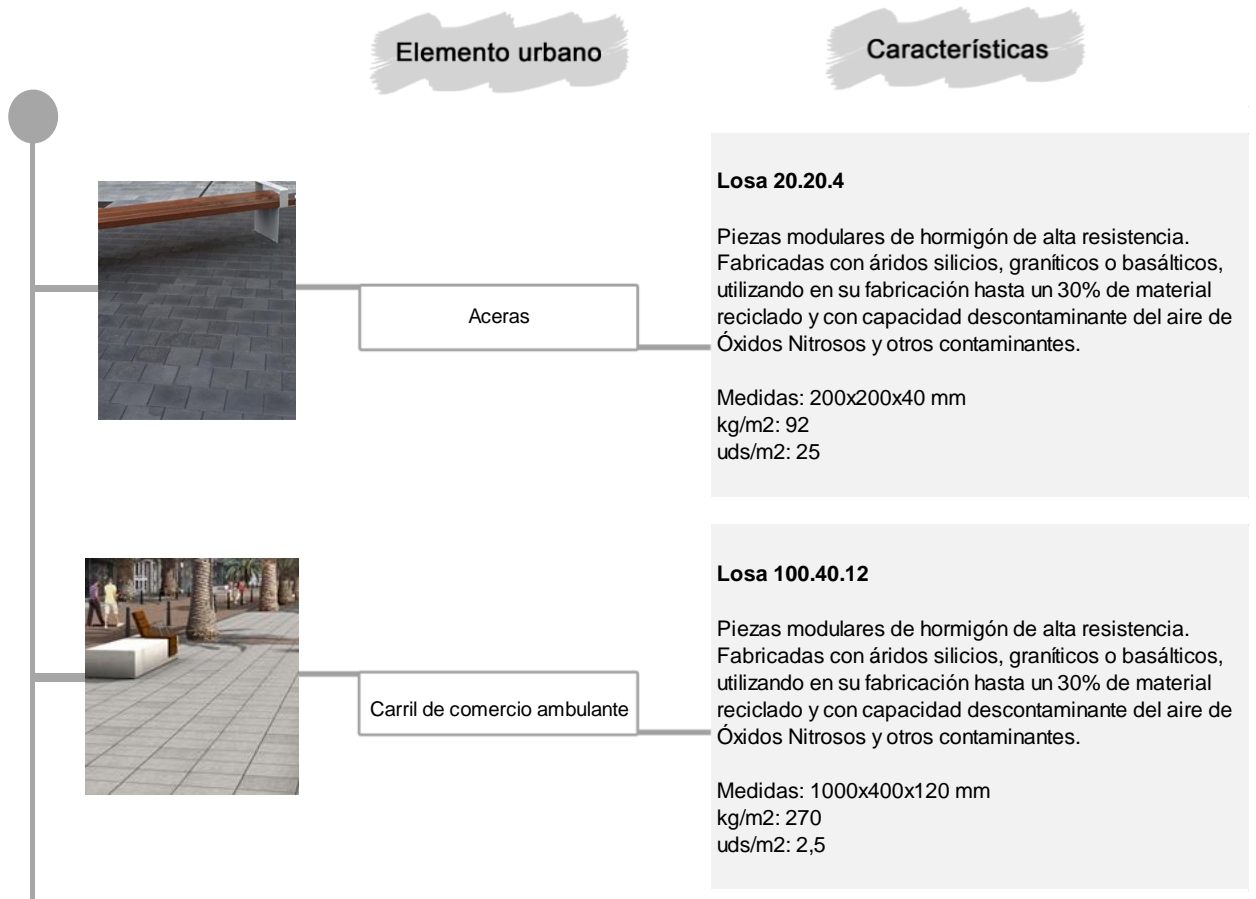 Elemento urbano
Características
Losa 20.20.4
Piezas modulares de hormigón de alta resistencia.
Fabricadas con áridos silicios, graníticos o basálticos,
utilizando en su fabricación hasta un 30% de material
reciclado y con capacidad descontaminante del aire de
Óxidos Nitrosos y otros contaminantes.
Medidas: 200x200x40 mm
kg/m2: 92
uds/m2: 25
Aceras
Losa 100.40.12
Piezas modulares de hormigón de alta resistencia.
Fabricadas con áridos silicios, graníticos o basálticos,
utilizando en su fabricación hasta un 30% de material
reciclado y con capacidad descontaminante del aire de
Óxidos Nitrosos y otros contaminantes.
Medidas: 1000x400x120 mm
kg/m2: 270
uds/m2: 2,5
Carril de comercio ambulante